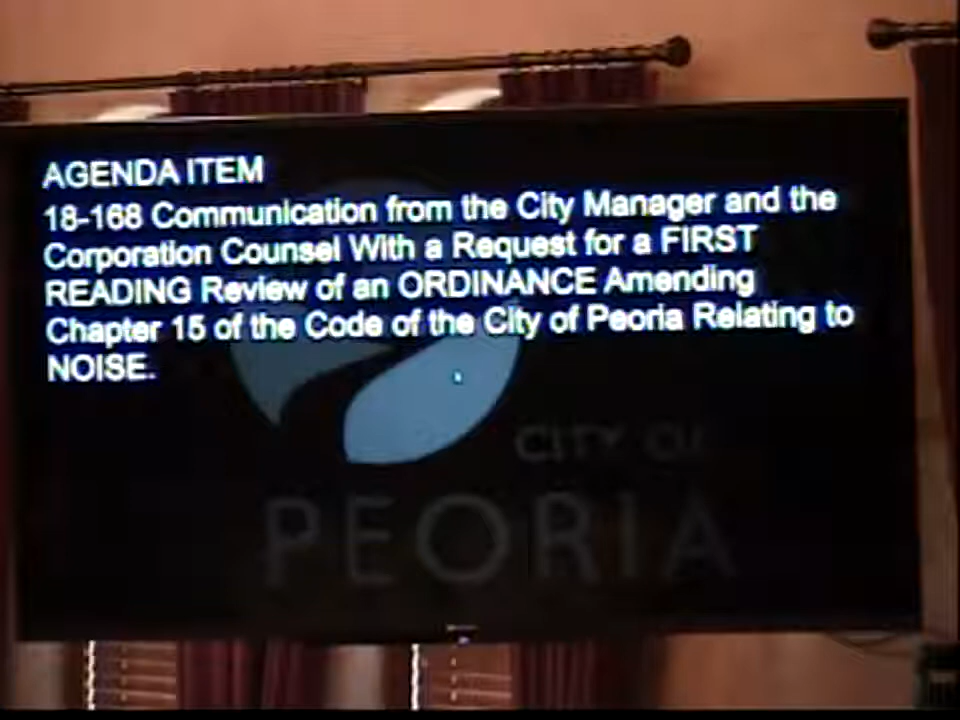 AGENDA ITEM
18-168 Communication from the City Manager and the
Corporation Counsel With a Request for a FIRST
READING Review of an ORDINANCE Amending
Chapter 15 of the Code of the City of Peoria Relating to
NOISE.
CITY OF
PEORIA